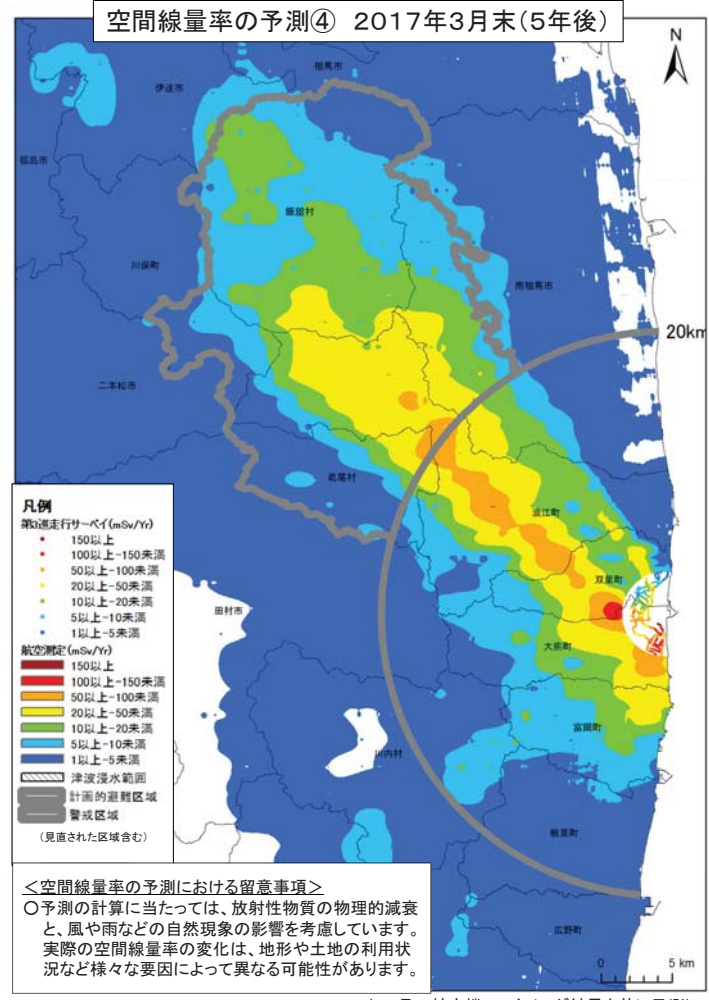 空間線量率の予測④ 2017年3月末(5年後)
N
相馬市
伊達市
福島市
飯舘村
川俣町
南相馬市
20km
二本松市
葛尾村
浪江町
双葉町
田村市
大熊町
富岡町
川内村
楢葉町
広野町
凡例
第3巡走行サーベイ(mSv/Yr)
150以上
100以上-150未満
50以上-100未満
20以上-50未満
10以上-20未満
5以上-10未満
1以上-5未満
航空測定(mSv/Yr)
150以上
100以上-150未満
50以上-100未満
20以上-50未満
10以上-20未満
5以上-10未満
1以上-5未満
津波浸水範囲
計画的避難区域
警戒区域
(見直された区域含む)
<空間線量率の予測における留意事項>
○予測の計算に当たっては、放射性物質の物理的減衰
と、風や雨などの自然現象の影響を考慮しています。
実際の空間線量率の変化は、地形や土地の利用状
況など様々な要因によって異なる可能性があります。
0 5 km